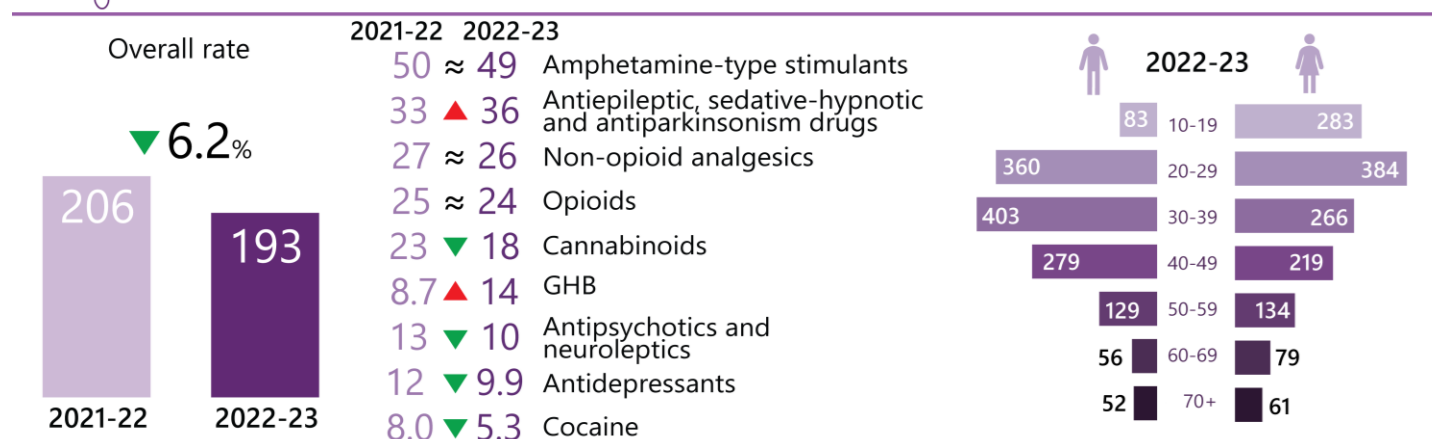 Overall rate
6.2%
206
193
2021-22
2022-23
2021-22 2022-23
50 ≈ 49 Amphetamine-type stimulants
33 ▲ 36 Antiepileptic, sedative-hypnotic
and antiparkinsonism drugs
27 ≈ 26 Non-opioid analgesics
25 ≈ 24 Opioids
23 ▼ 18 Cannabinoids
8.7 ▲ 14 GHB
13 ▼ 10 Antipsychotics and
neuroleptics
12 ▼ 9.9 Antidepressants
8.0 ▼ 5.3 Cocaine
2022-23
83 10-19 283
360 20-29 384
403 30-39 266
279 40-49 219
129 50-59 134
56 60-69 79
52 70+ 61